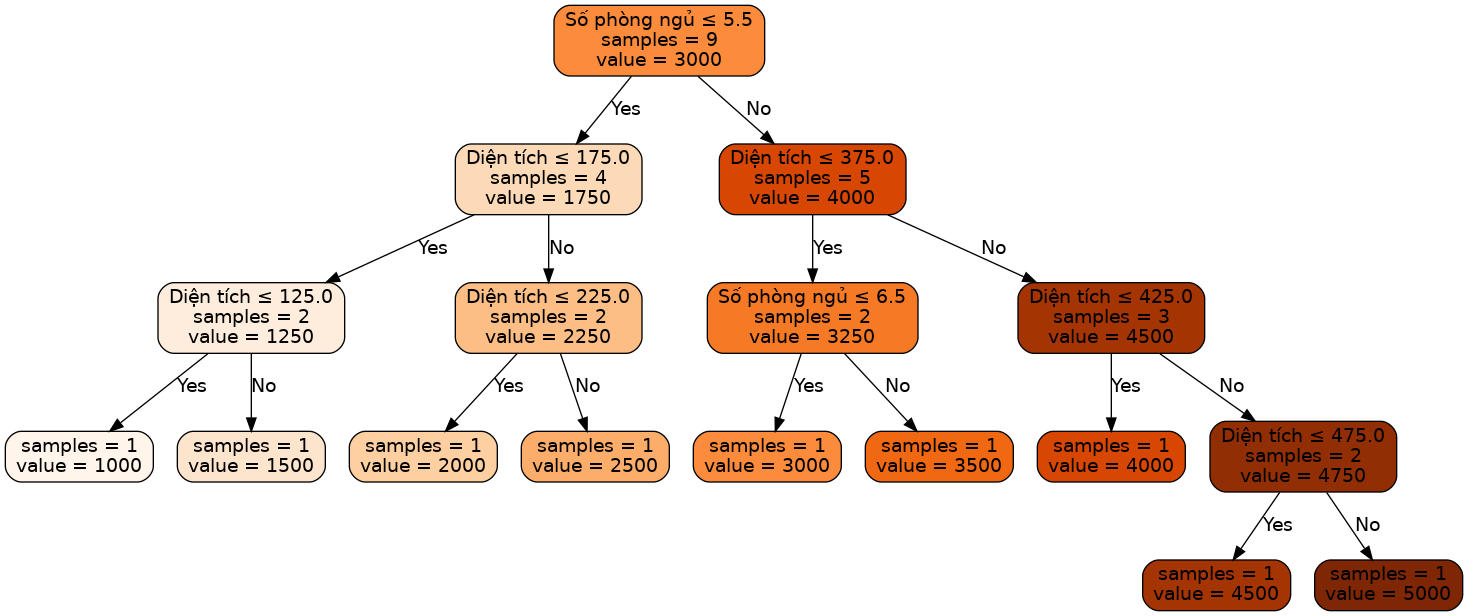 Số phòng ngủ ≤ 5.5
samples = 9
value = 3000
Yes
No
Diện tích ≤ 175.0
samples = 4
value = 1750
Diện tích ≤ 375.0
samples = 5
value = 4000
Yes
No
Yes
No
Diện tích ≤ 125.0
samples = 2
value = 1250
Diện tích ≤ 225.0
samples = 2
value = 2250
Số phòng ngủ ≤ 6.5
samples = 2
value = 3250
Diện tích ≤ 425.0
samples = 3
value = 4500
Yes
No
Yes
No
Yes
No
Yes
No
samples = 1
value = 1000
samples = 1
value = 1500
samples = 1
value = 2000
samples = 1
value = 2500
samples = 1
value = 3000
samples = 1
value = 3500
samples = 1
value = 4000
Diện tích ≤ 475.0
samples = 2
value = 4750
Yes
No
samples = 1
value = 4500
samples = 1
value = 5000